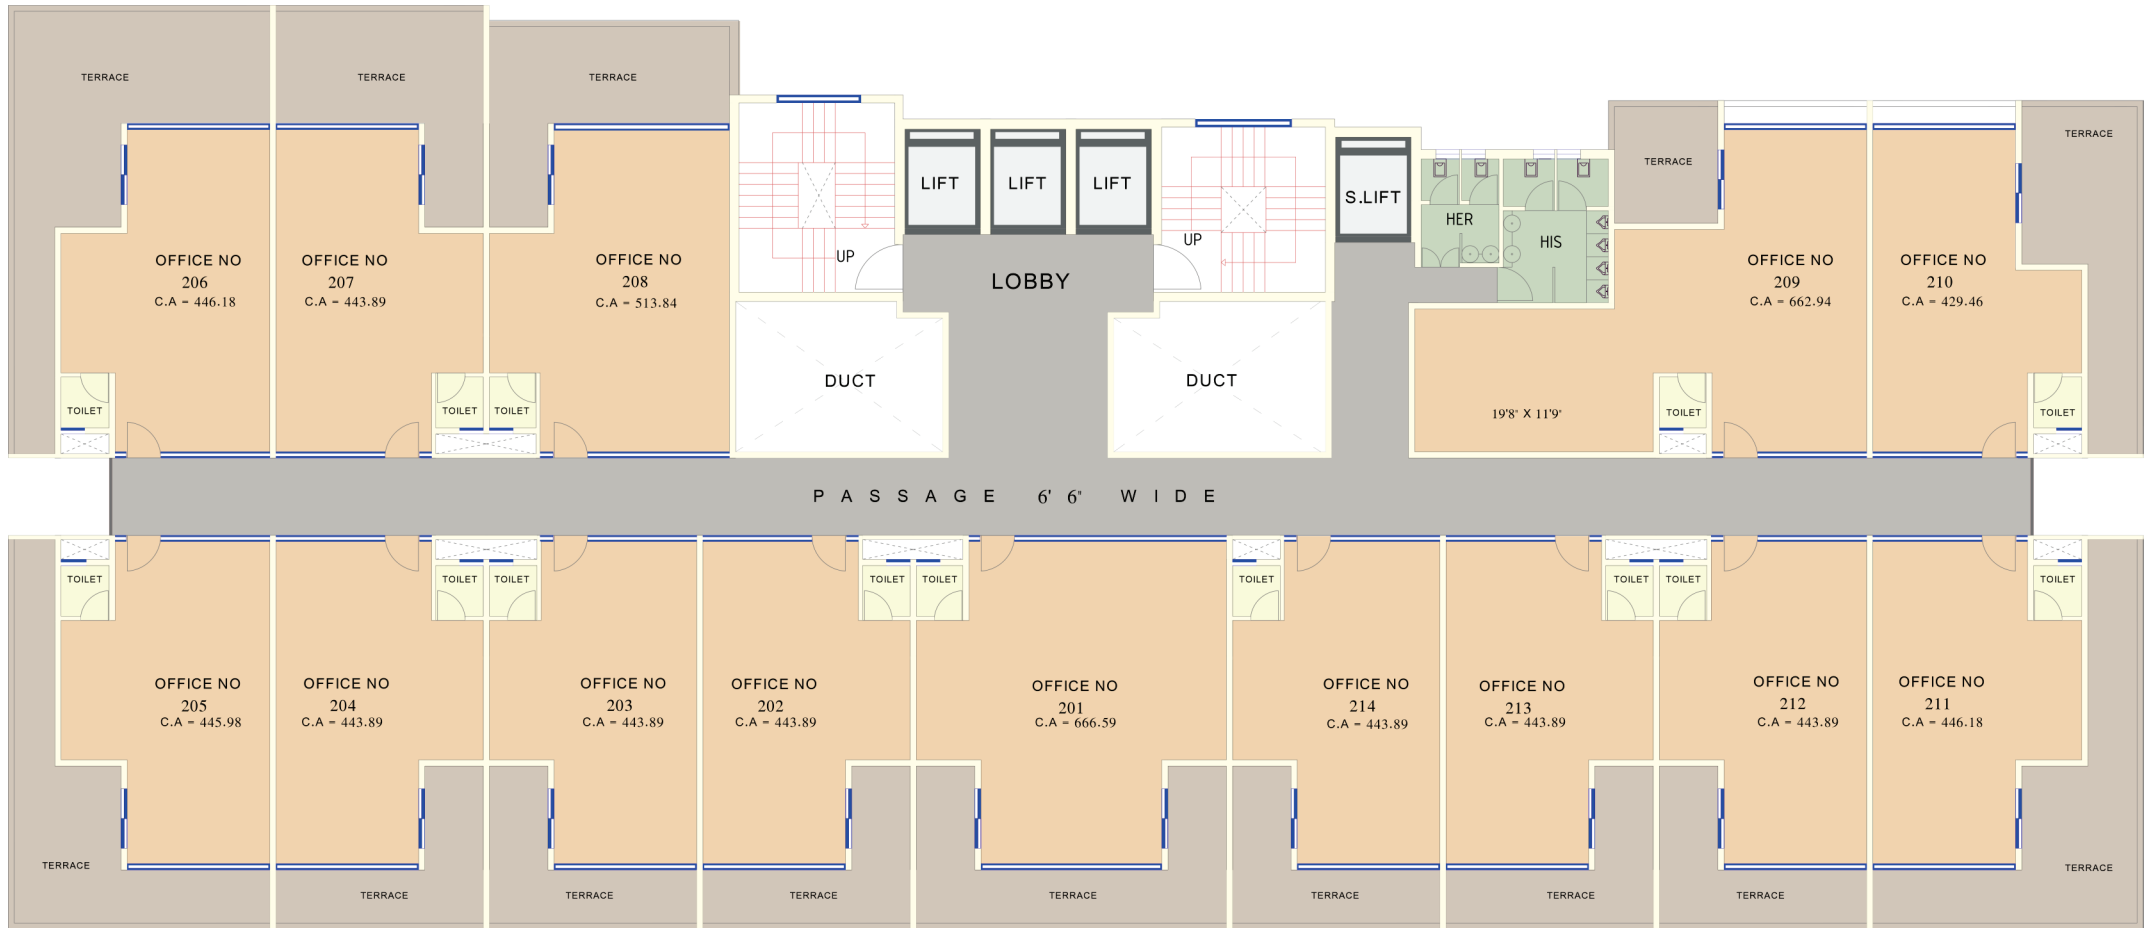 TERRACE
TERRACE
TERRACE
TERRACE
TERRACE
LIFT
LIFT
LIFT
S.LIFT
HER
HIS
UP
UP
LOBBY
OFFICE NO
206
C.A = 446.18
OFFICE NO
207
C.A = 443.89
OFFICE NO
208
C.A = 513.84
OFFICE NO
209
C.A = 662.94
OFFICE NO
210
C.A = 429.46
DUCT
DUCT
TOILET
TOILET
TOILET
19'8" X 11'9"
TOILET
TOILET
PASSAGE 6' 6" WIDE
TOILET
TOILET
TOILET
TOILET
TOILET
TOILET
TOILET
TOILET
TOILET
OFFICE NO
205
C.A = 445.98
OFFICE NO
204
C.A = 443.89
OFFICE NO
203
C.A = 443.89
OFFICE NO
202
C.A = 443.89
OFFICE NO
201
C.A = 666.59
OFFICE NO
214
C.A = 443.89
OFFICE NO
213
C.A = 443.89
OFFICE NO
212
C.A = 443.89
OFFICE NO
211
C.A = 446.18
TERRACE
TERRACE
TERRACE
TERRACE
TERRACE
TERRACE
TERRACE
TERRACE
TERRACE